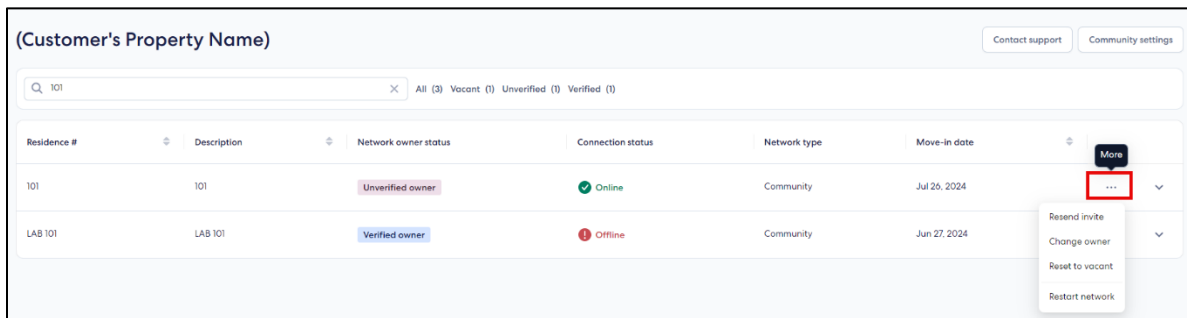 (Customer's Property Name)
Contact support
Community settings
101
All (3) Vacant (1) Unverified (1) Verified (1)
Residence #
Description
Network owner status
Connection status
Network type
Move-in date
More
101
101
Unverified owner
Online
Community
Jul 26, 2024
...
LAB 101
LAB 101
Verified owner
Offline
Community
Jun 27, 2024
Resend invite
Change owner
Reset to vacant
Restart network